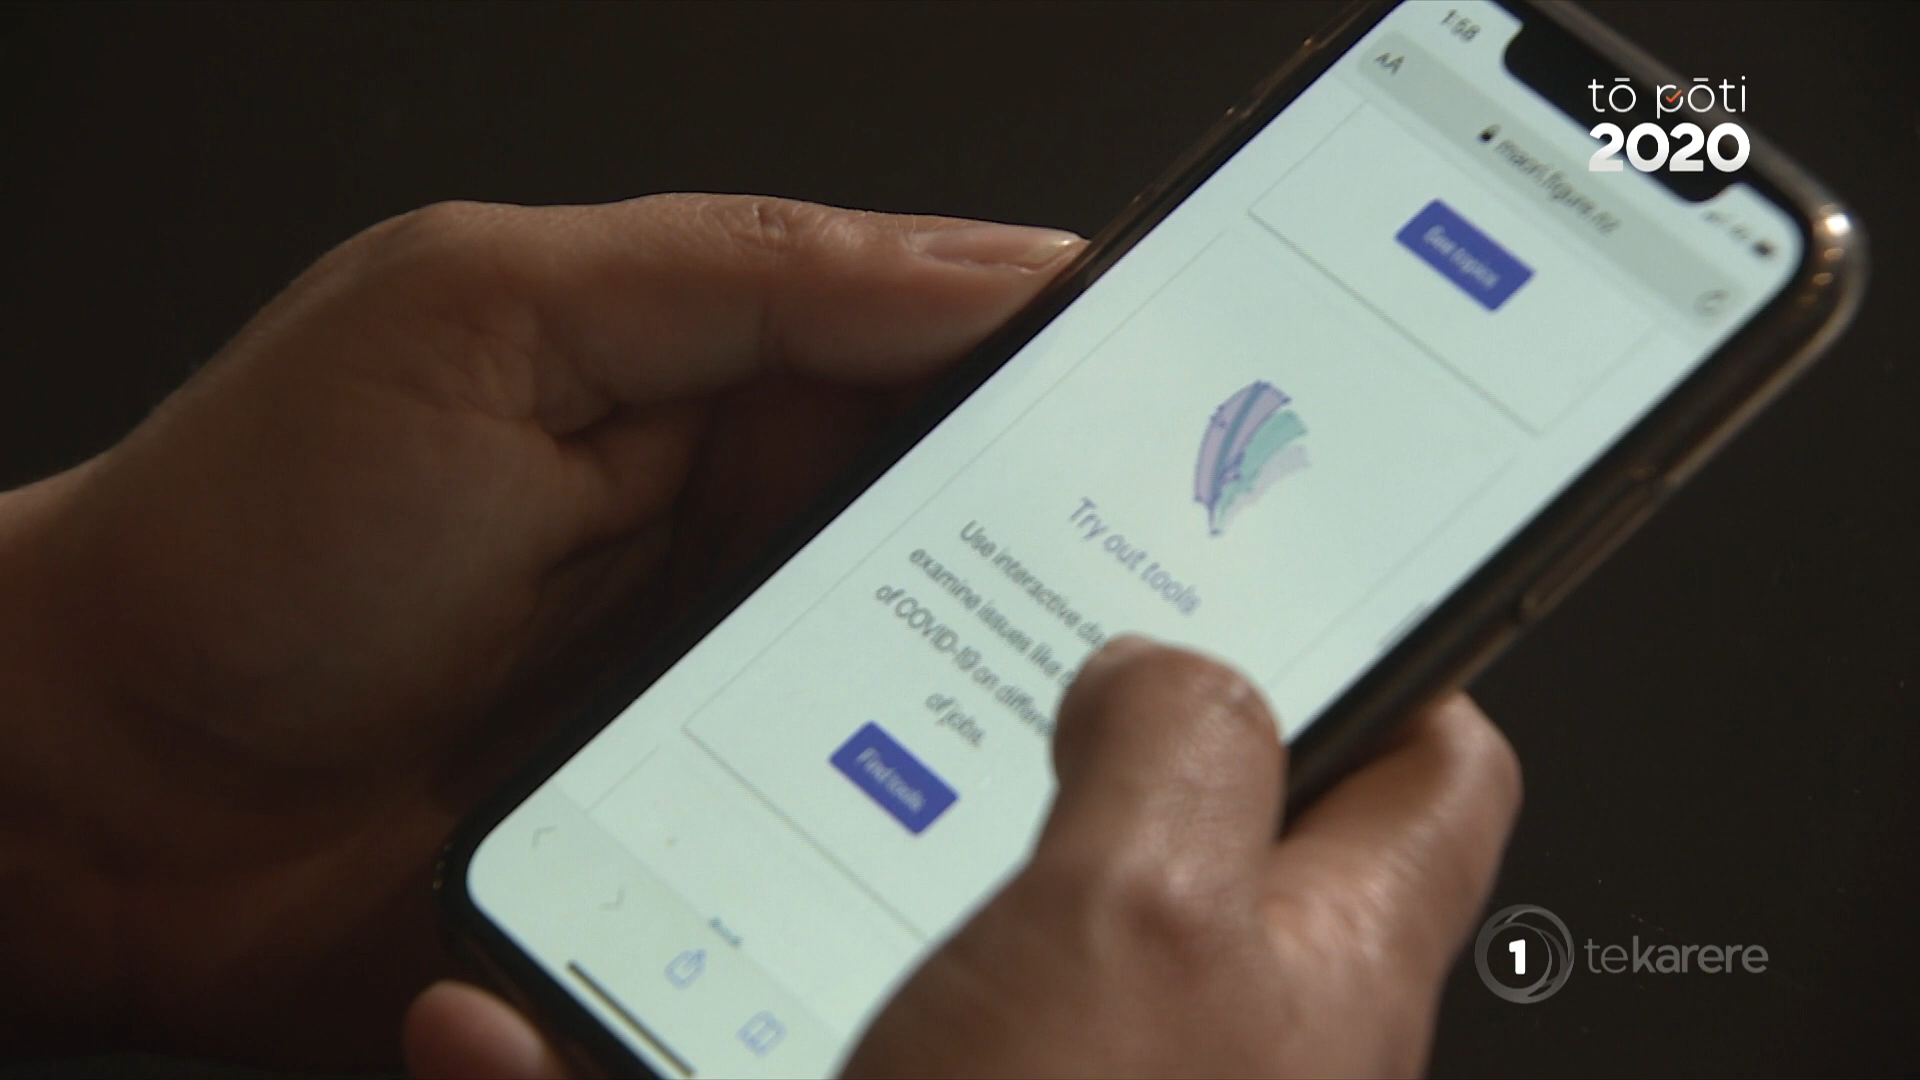 1:58
AA
maori.figure.nz
tō pōti
2020
See topics
Try out tools
Use interactive
examine issues like
of COVID-19 on
of jobs.
Find tools
1 tekarere